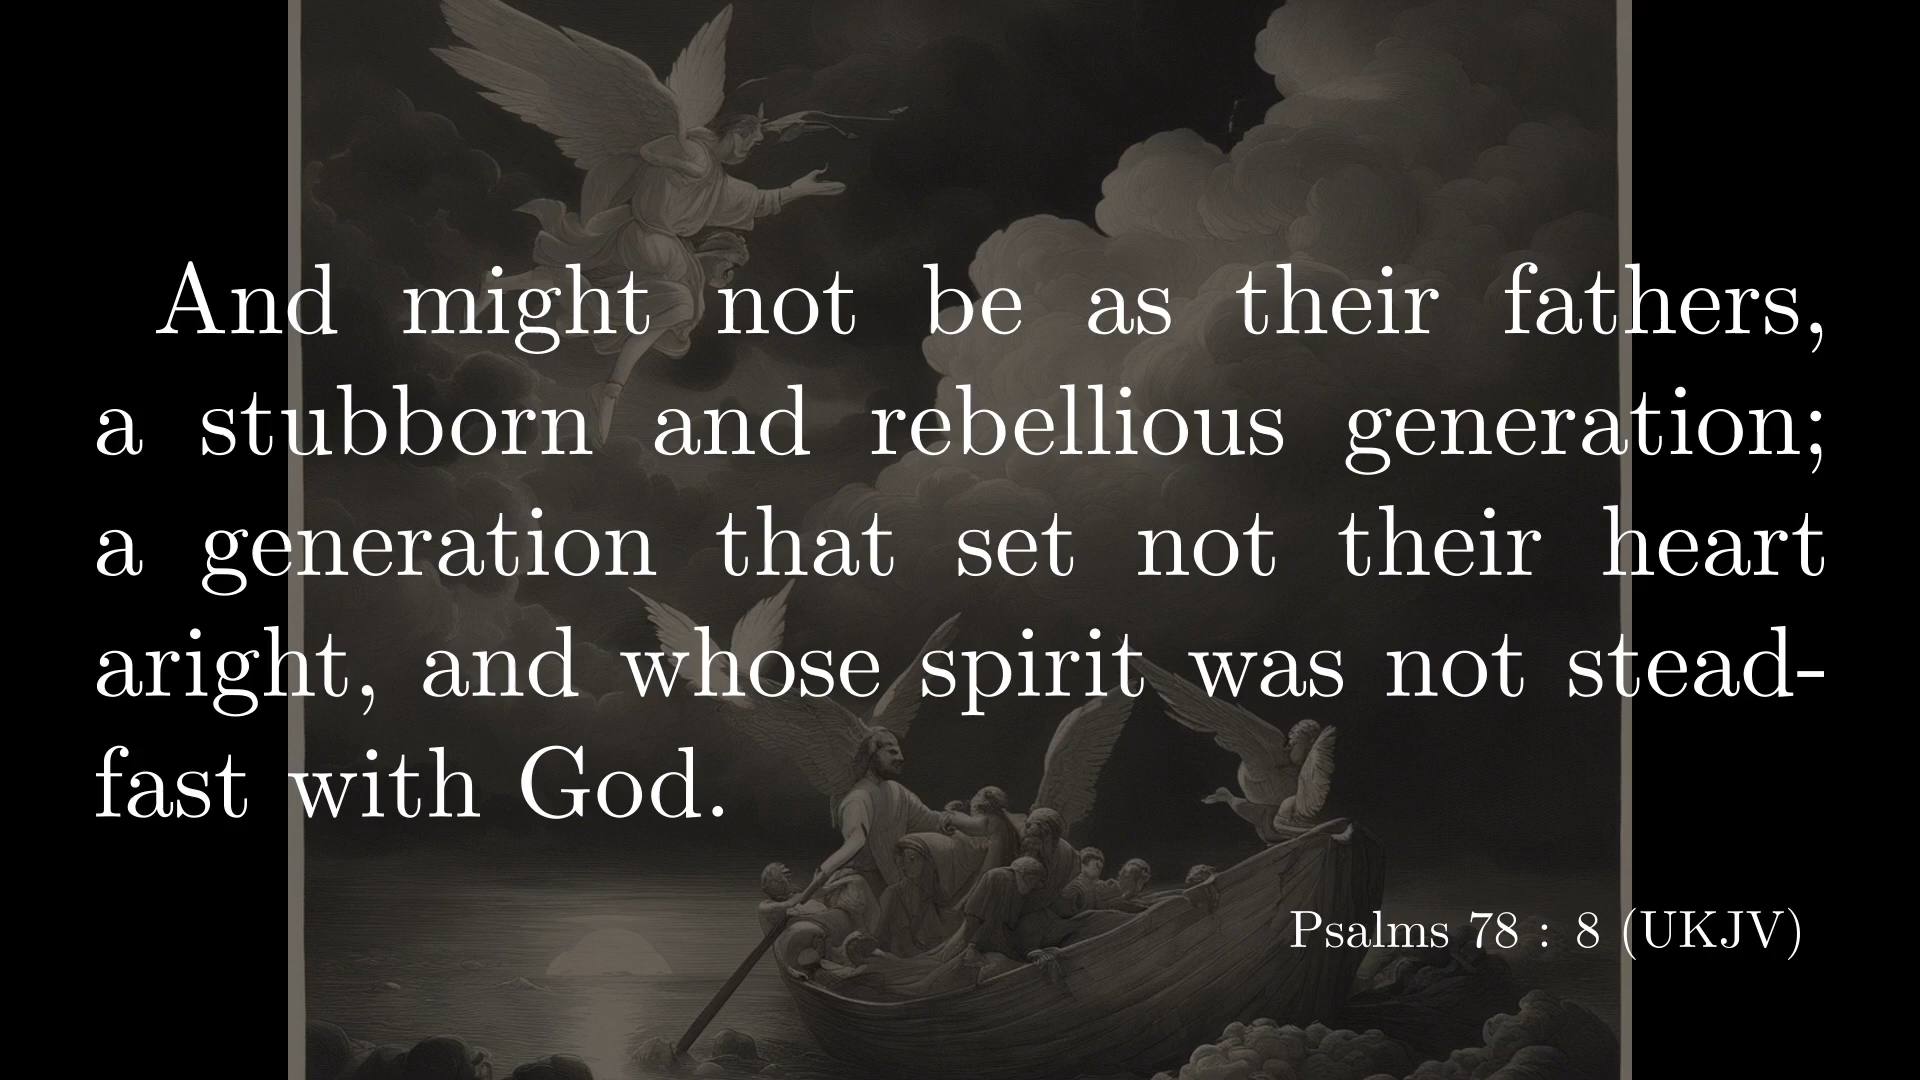 And might not be as their fathers,
a stubborn and rebellious generation;
a generation that set not their heart
aright, and whose spirit was not stead-
fast with God.
Psalms 78 : 8 (UKJV)